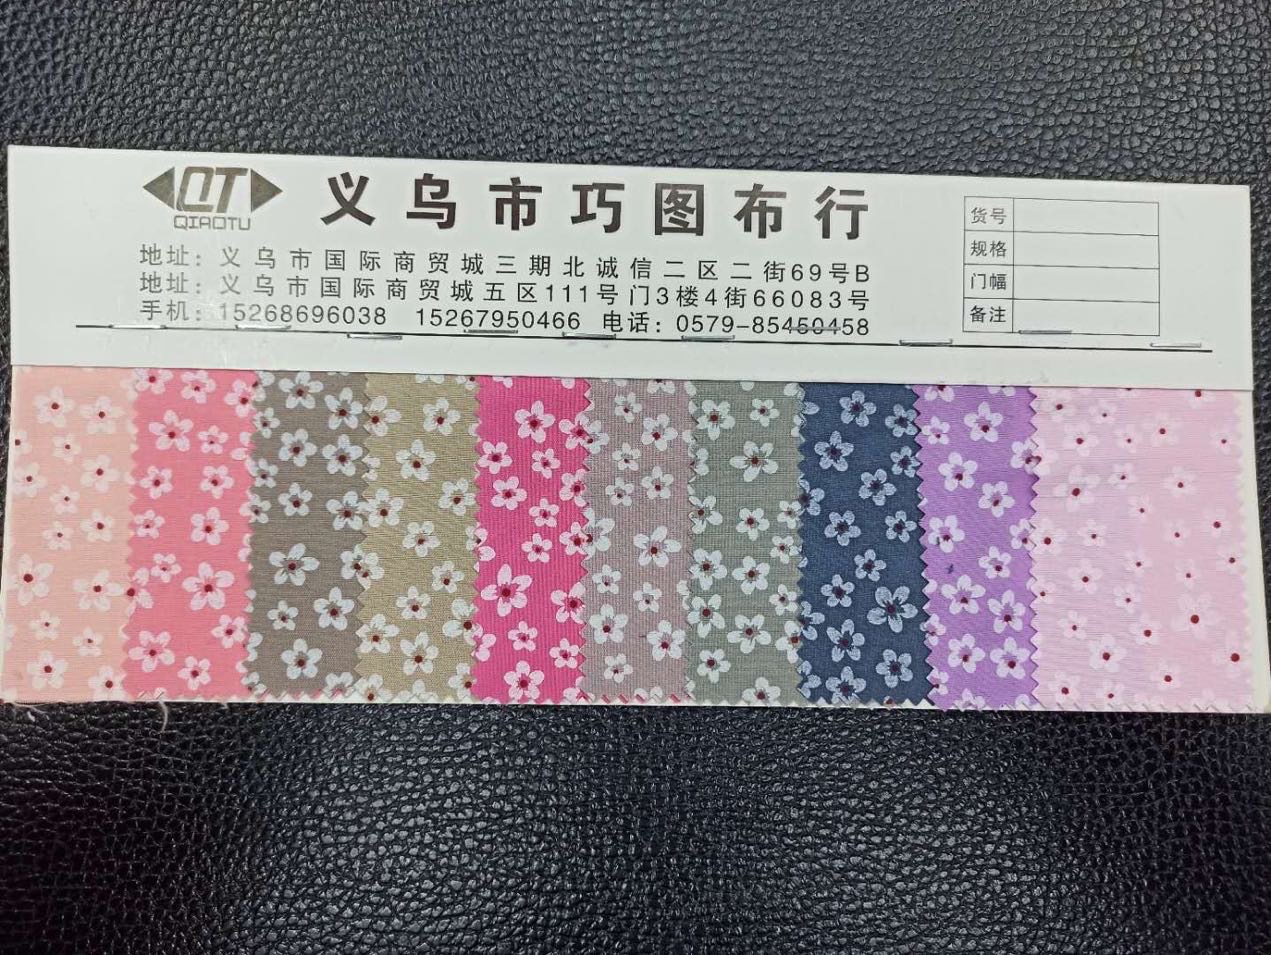 QT
QIAOTU
义乌市巧图布行
地址：义乌市国际商贸城三期北诚信二区二街69号B
地址：义乌市国际商贸城五区111号门3楼4街66083号
手机：15268696038 15267950466 电话：0579-85450458
货号
规格
门幅
备注